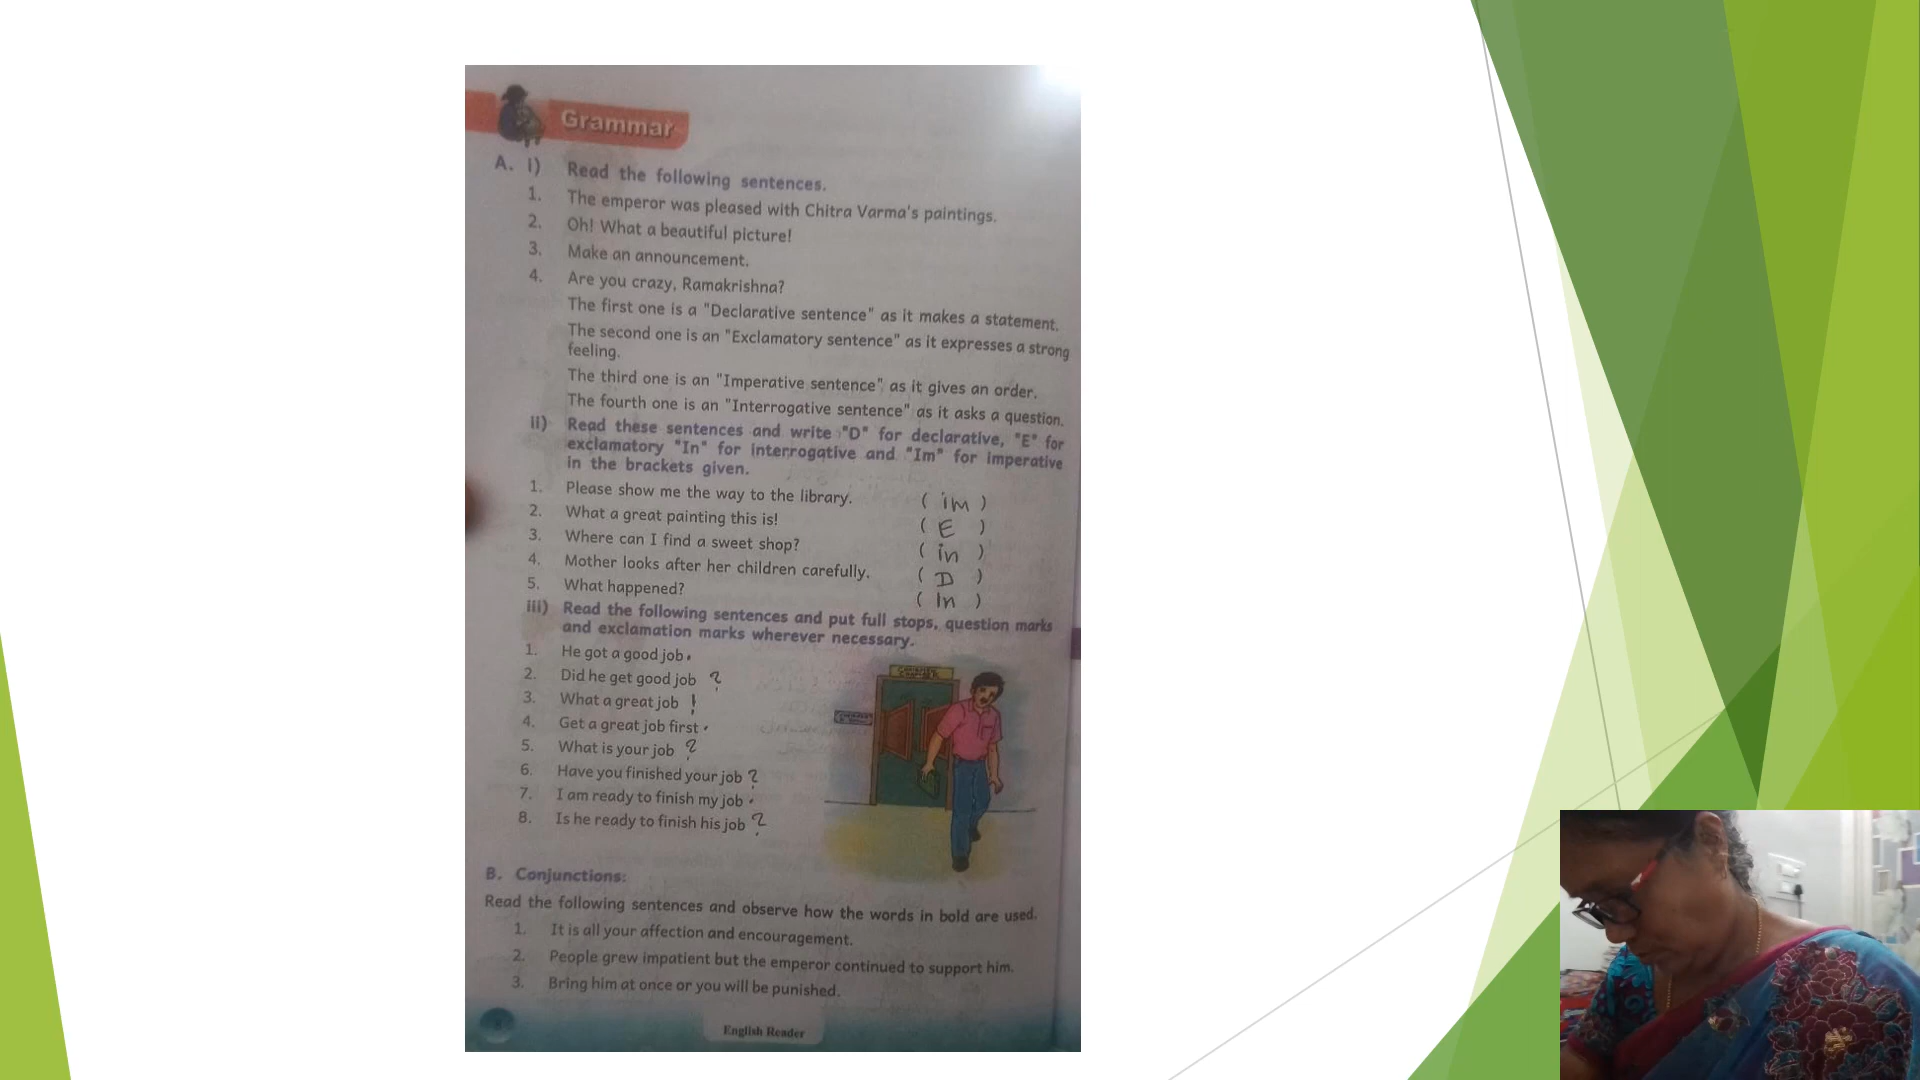 Grammar
A. i) Read the following sentences.
1. The emperor was pleased with Chitra Varma's paintings.
2. Oh! What a beautiful picture!
3. Make an announcement.
4. Are you crazy, Ramakrishna?
The first one is a "Declarative sentence" as it makes a statement.
The second one is an "Exclamatory sentence" as it expresses a strong
feeling.
The third one is an "Imperative sentence" as it gives an order.
The fourth one is an "Interrogative sentence" as it asks a question.
ii) Read these sentences and write "D" for declarative, "E" for
exclamatory "In" for interrogative and "Im" for imperative
in the brackets given.
1. Please show me the way to the library. ( im )
2. What a great painting this is! ( E )
3. Where can I find a sweet shop? ( in )
4. Mother looks after her children carefully. ( D )
5. What happened? ( In )
iii) Read the following sentences and put full stops, question marks
and exclamation marks wherever necessary.
1. He got a good job.
2. Did he get good job ?
3. What a great job !
4. Get a great job first .
5. What is your job ?
6. Have you finished your job ?
7. I am ready to finish my job .
8. Is he ready to finish his job ?
B. Conjunctions:
Read the following sentences and observe how the words in bold are used.
1. It is all your affection and encouragement.
2. People grew impatient but the emperor continued to support him.
3. Bring him at once or you will be punished.
English Reader